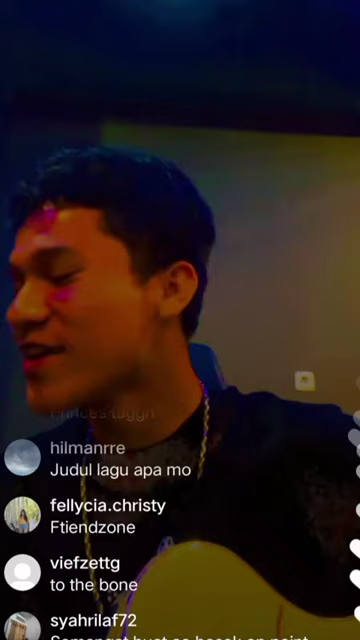 hilmanrre
Judul lagu apa mo
fellycia.christy
Ftiendzone
viefzettg
to the bone
syahrilaf72